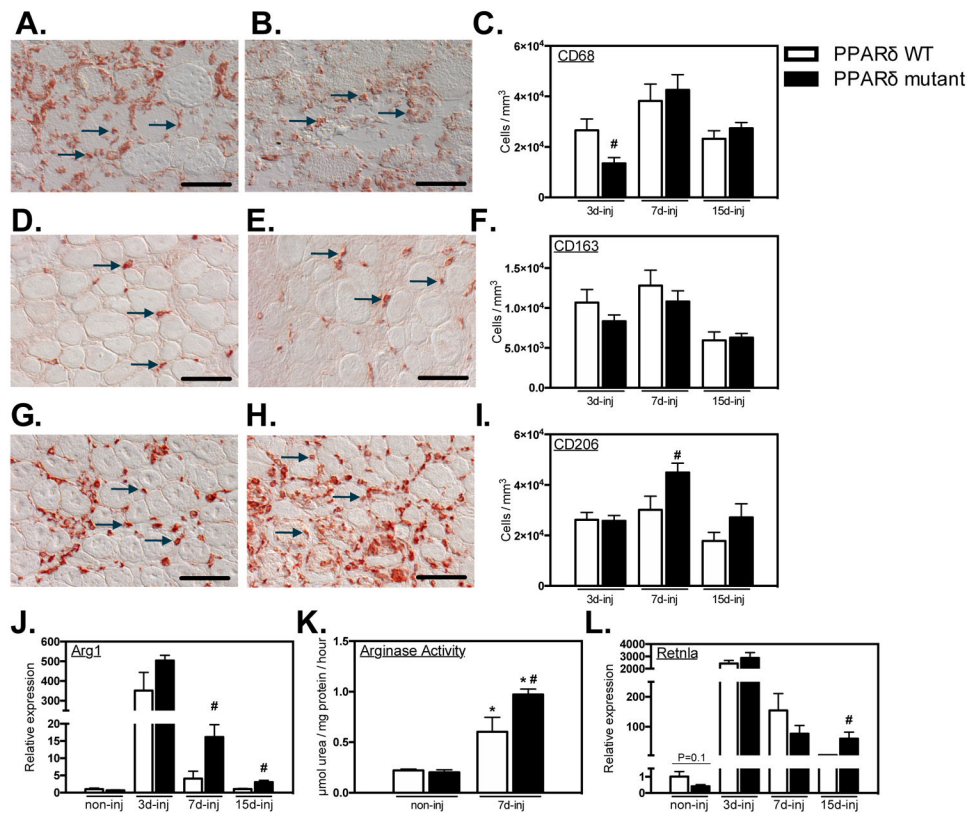 A.
B.
C.
CD68
6×10⁴
4×10⁴
2×10⁴
0
Cells / mm³
#
3d-inj 7d-inj 15d-inj
PPARδ WT
PPARδ mutant
D.
E.
F.
CD163
1.5×10⁴
1.0×10⁴
5.0×10³
0.0
Cells / mm³
3d-inj 7d-inj 15d-inj
G.
H.
I.
CD206
6×10⁴
4×10⁴
2×10⁴
0
Cells / mm³
#
3d-inj 7d-inj 15d-inj
J.
Arg1
600
500
400
300
20
15
10
5
0
Relative expression
#
#
non-inj 3d-inj 7d-inj 15d-inj
K.
Arginase Activity
1.5
1.0
0.5
0.0
μmol urea / mg protein / hour
*
* #
non-inj 7d-inj
L.
Retnla
4000
3000
2000
200
100
1
0
Relative expression
P=0.1
#
non-inj 3d-inj 7d-inj 15d-inj